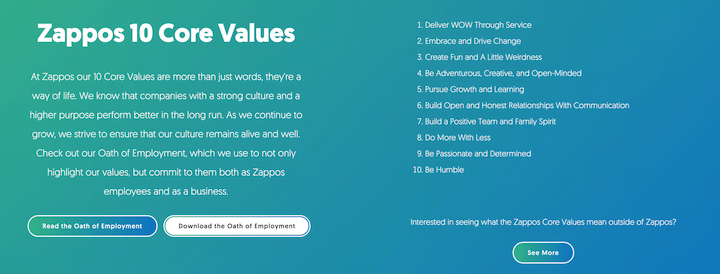 Zappos 10 Core Values
At Zappos our 10 Core Values are more than just words, they're a
way of life. We know that companies with a strong culture and a
higher purpose perform better in the long run. As we continue to
grow, we strive to ensure that our culture remains alive and well.
Check out our Oath of Employment, which we use to not only
highlight our values, but commit to them both as Zappos
employees and as a business.
Read the Oath of Employment
Download the Oath of Employment
1. Deliver WOW Through Service
2. Embrace and Drive Change
3. Create Fun and A Little Weirdness
4. Be Adventurous, Creative, and Open-Minded
5. Pursue Growth and Learning
6. Build Open and Honest Relationships With Communication
7. Build a Positive Team and Family Spirit
8. Do More With Less
9. Be Passionate and Determined
10. Be Humble
Interested in seeing what the Zappos Core Values mean outside of Zappos?
See More